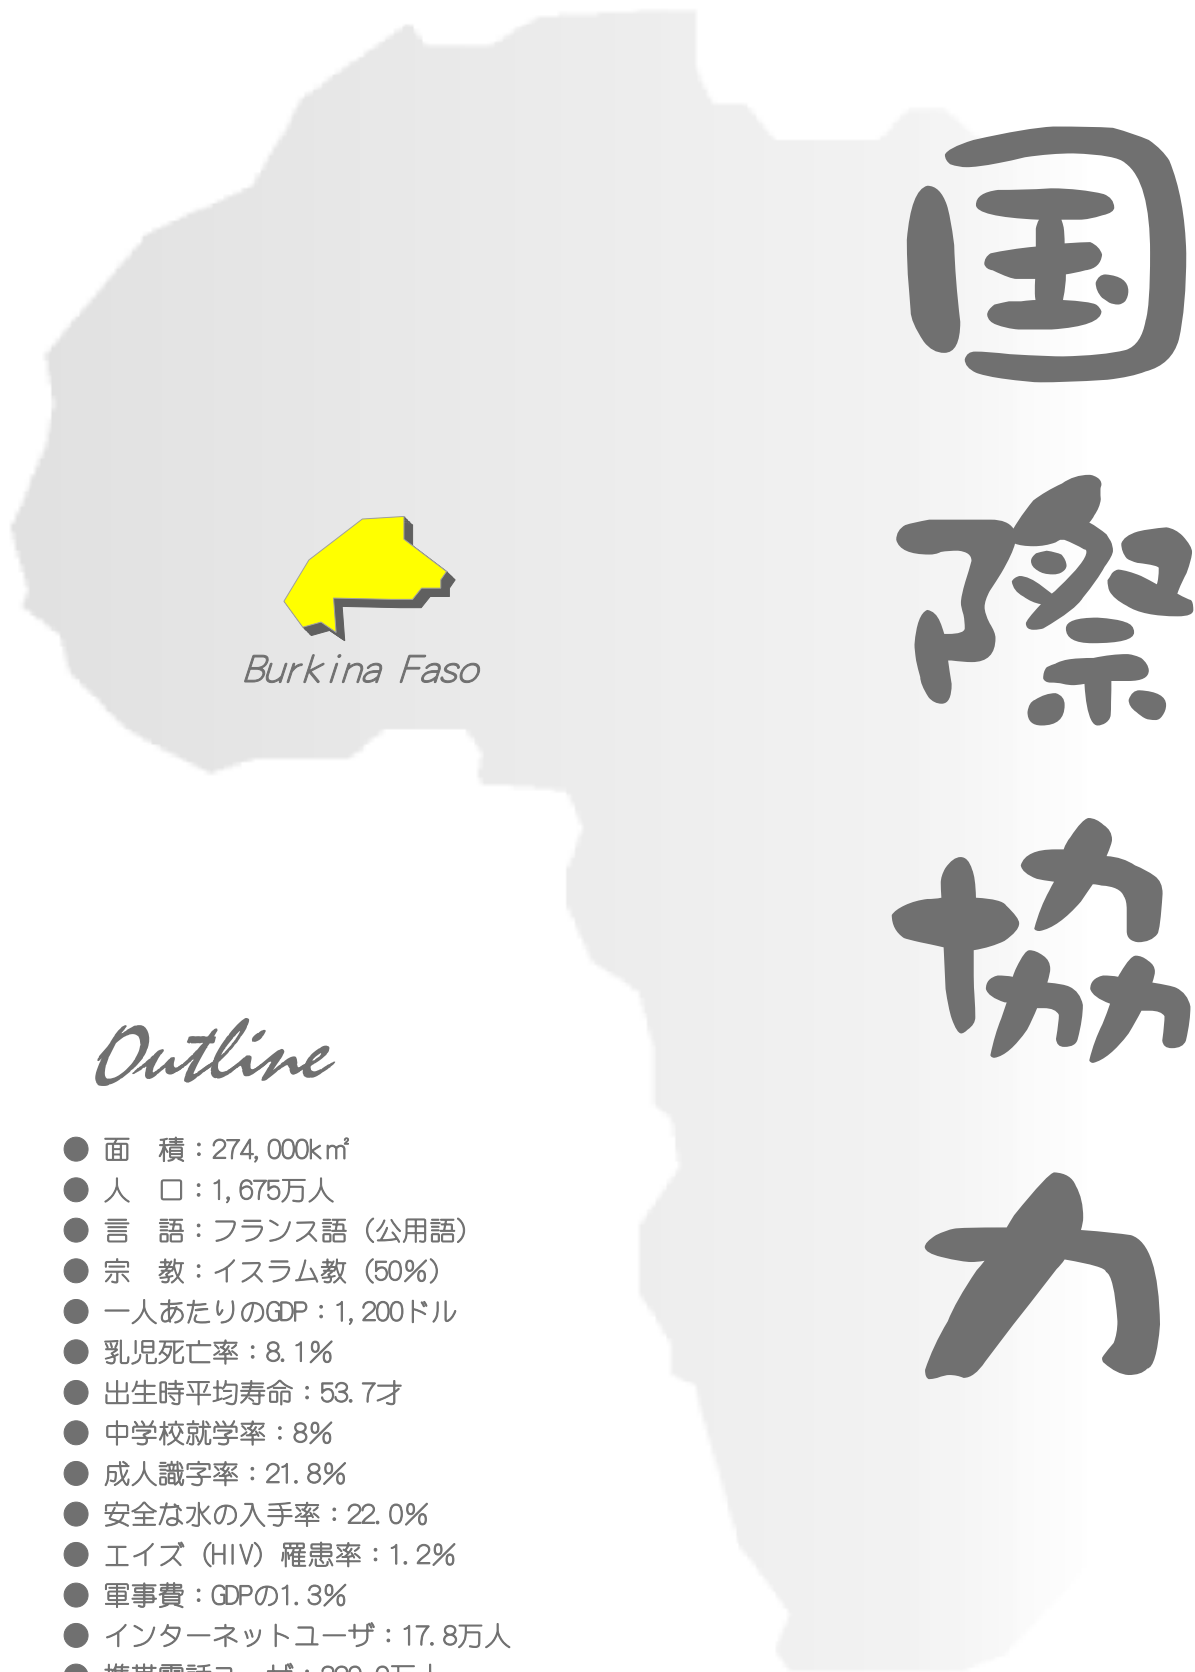 国際協力
Burkina Faso
Outline
● 面　積：274,000k㎡
● 人　口：1,675万人
● 言　語：フランス語（公用語）
● 宗　教：イスラム教（50％）
● 一人あたりのGDP：1,200ドル
● 乳児死亡率：8.1％
● 出生時平均寿命：53.7才
● 中学校就学率：8％
● 成人識字率：21.8％
● 安全な水の入手率：22.0％
● エイズ（HIV）罹患率：1.2％
● 軍事費：GDPの1.3％
● インターネットユーザ：17.8万人